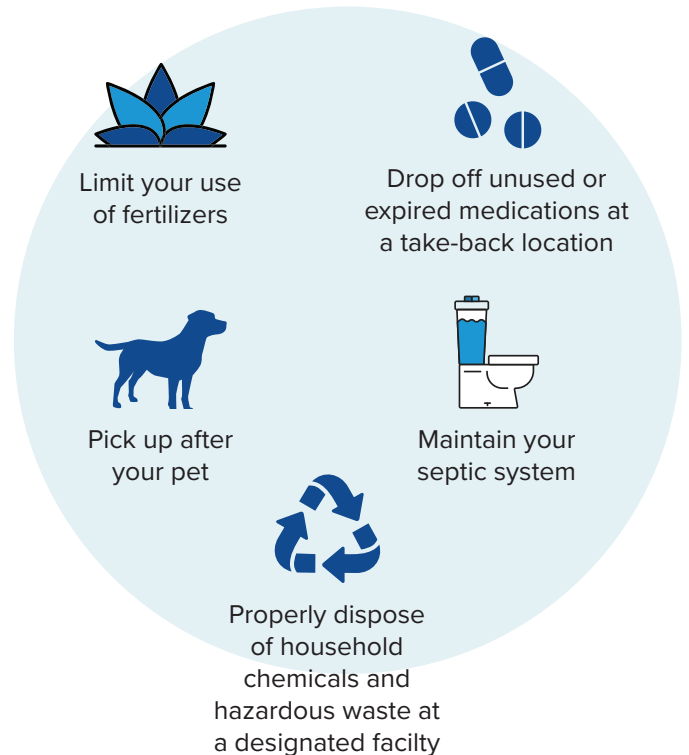 Limit your use
of fertilizers
Drop off unused or
expired medications at
a take-back location
Pick up after
your pet
Maintain your
septic system
Properly dispose
of household
chemicals and
hazardous waste at
a designated facilty